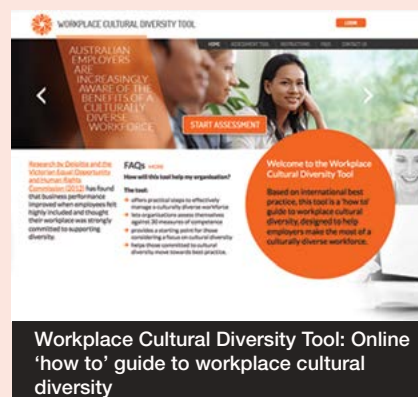 WORKPLACE CULTURAL DIVERSITY TOOL
LOGIN
HOME
ASSESSMENT TOOL
INSTRUCTIONS
FAQS
CONTACT US
AUSTRALIAN
EMPLOYERS
ARE
INCREASINGLY
AWARE OF THE
BENEFITS OF A
CULTURALLY
DIVERSE
WORKFORCE
START ASSESSMENT
Research by Deloitte and the
Victorian Equal Opportunity
and Human Rights
Commission (2012) has found
that business performance
improved when employees felt
highly included and thought
their workplace was strongly
committed to supporting
diversity.
FAQs MORE
How will this tool help my organisation?
The tool:
offers practical steps to effectively
manage a culturally diverse workforce
lets organisations assess themselves
against 30 measures of competence
provides a starting point for those
considering a focus on cultural diversity
helps those committed to cultural
diversity move towards best practice.
Welcome to the Workplace
Cultural Diversity Tool
Based on international best
practice, this tool is a 'how to'
guide to workplace cultural
diversity, designed to help
employers make the most of a
culturally diverse workforce.
Workplace Cultural Diversity Tool: Online
‘how to’ guide to workplace cultural
diversity